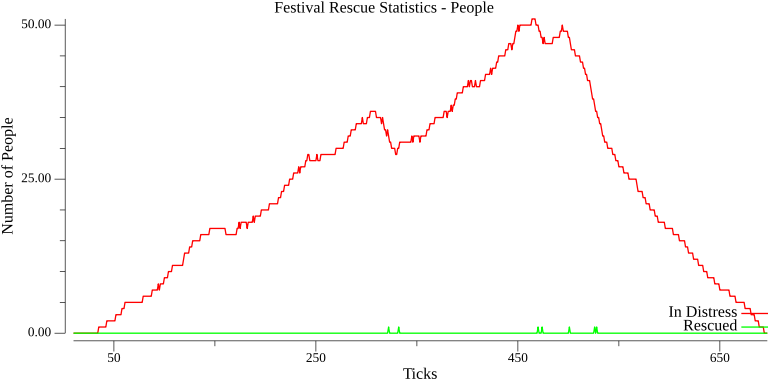 Festival Rescue Statistics - People
50.00
25.00
0.00
Number of People
In Distress
Rescued
50
250
450
650
Ticks